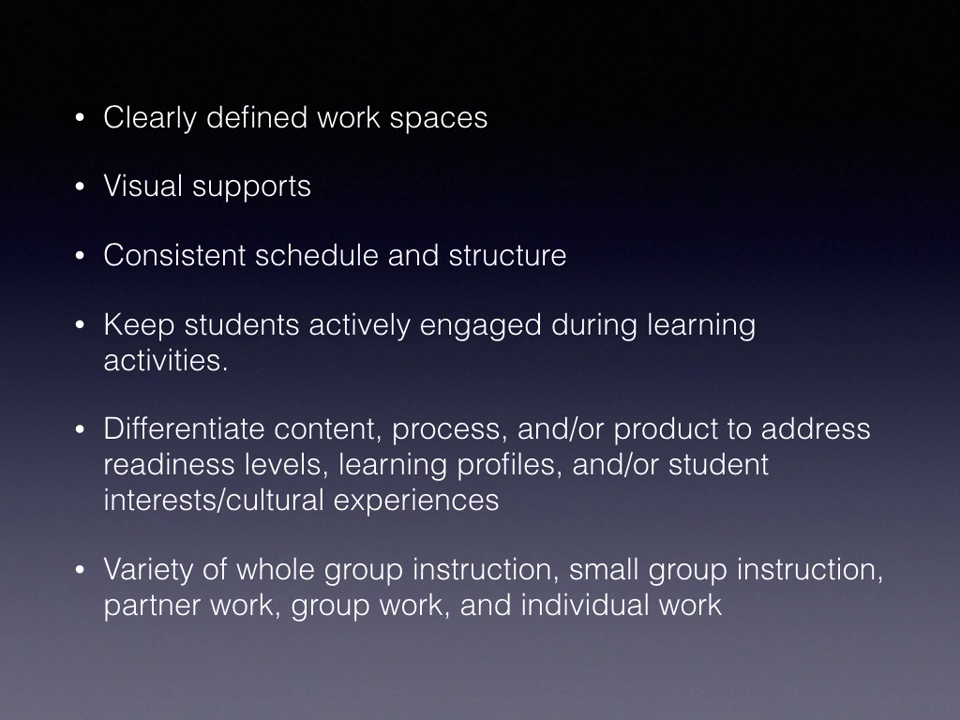 • Clearly defined work spaces
• Visual supports
• Consistent schedule and structure
• Keep students actively engaged during learning
activities.
• Differentiate content, process, and/or product to address
readiness levels, learning profiles, and/or student
interests/cultural experiences
• Variety of whole group instruction, small group instruction,
partner work, group work, and individual work